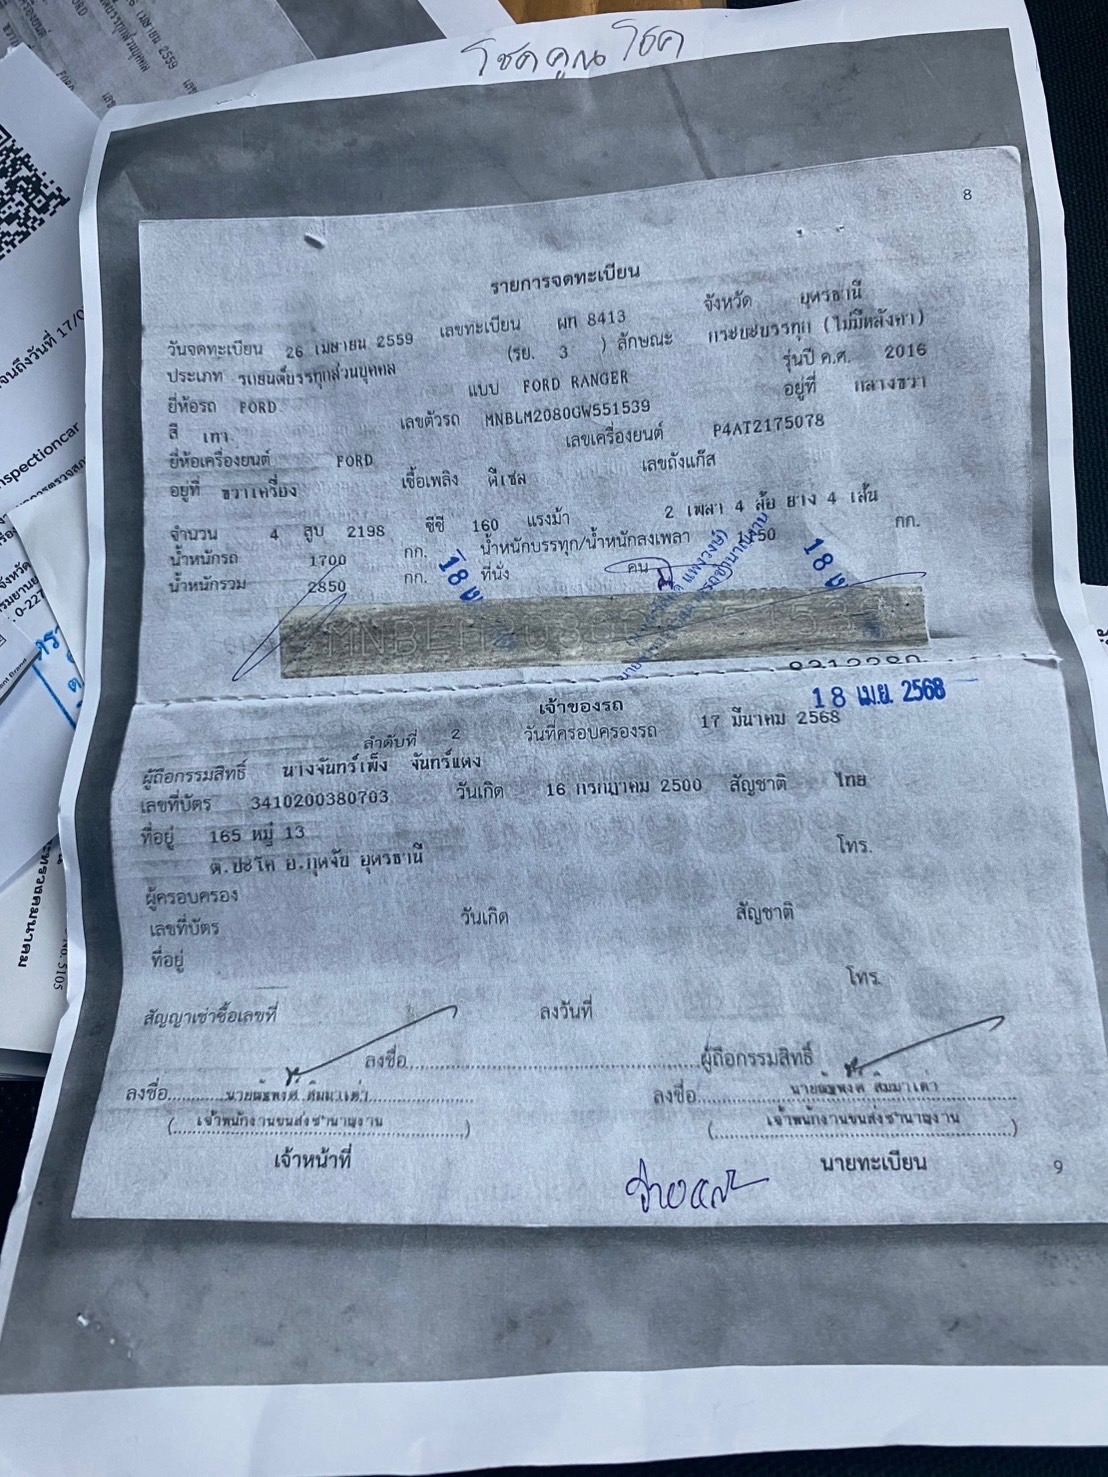 โชคคูณโชค
8
รายการจดทะเบียน
วันจดทะเบียน 26 เมษายน 2559 เลขทะเบียน ผท 8413 จังหวัด อุดรธานี
ประเภท รถยนต์บรรทุกส่วนบุคคล (รย. 3 ) ลักษณะ กระบะบรรทุก (ไม่มีหลังคา)
ยี่ห้อรถ FORD แบบ FORD RANGER รุ่นปี ค.ศ. 2016
สี เทา เลขตัวรถ MNBLM2080GW551539 อยู่ที่ กลางขวา
ยี่ห้อเครื่องยนต์ FORD เลขเครื่องยนต์ P4AT2175078
อยู่ที่ ขวาเครื่อง เชื้อเพลิง ดีเซล เลขถังแก๊ส
จำนวน 4 สูบ 2198 ซีซี 160 แรงม้า 2 เพลา 4 ล้อ ยาง 4 เส้น
น้ำหนักรถ 1700 กก. น้ำหนักบรรทุก/น้ำหนักลงเพลา 1150 กก.
น้ำหนักรวม 2850 กก. ที่นั่ง คน
เจ้าของรถ 18 เม.ย. 2568
ลำดับที่ 2 วันที่ครอบครองรถ 17 มีนาคม 2568
ผู้ถือกรรมสิทธิ์ นางจันทร์เพ็ง จันทร์แดง
เลขที่บัตร 3410200380703 วันเกิด 16 กรกฎาคม 2500 สัญชาติ ไทย
ที่อยู่ 165 หมู่ 13 โทร.
ต.ปะโค อ.กุดจับ อุดรธานี
ผู้ครอบครอง
เลขที่บัตร วันเกิด สัญชาติ
ที่อยู่
โทร.
สัญญาเช่าซื้อเลขที่ ลงวันที่
ลงชื่อ ผู้ถือกรรมสิทธิ์
ลงชื่อ ลงชื่อ
(เจ้าพนักงานขนส่งชำนาญงาน) (เจ้าพนักงานขนส่งชำนาญงาน)
เจ้าหน้าที่ นายทะเบียน
9